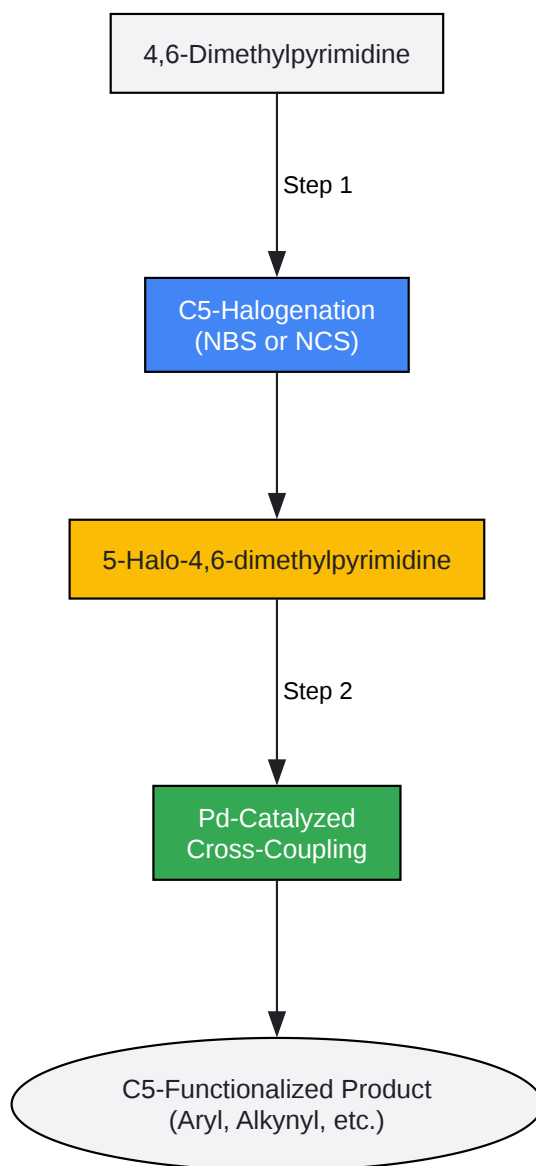 4,6-Dimethylpyrimidine
Step 1
C5-Halogenation
(NBS or NCS)
5-Halo-4,6-dimethylpyrimidine
Step 2
Pd-Catalyzed
Cross-Coupling
C5-Functionalized Product
(Aryl, Alkynyl, etc.)